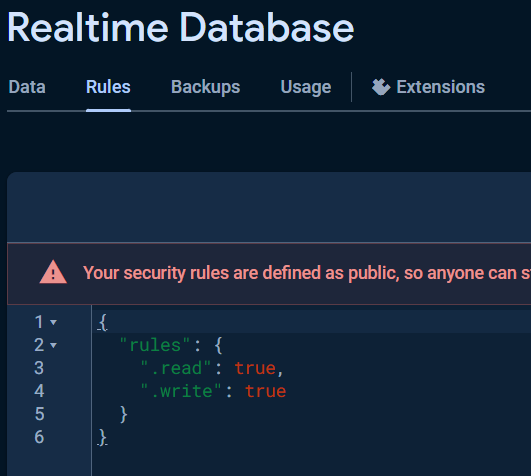 Realtime Database
Data Rules Backups Usage Extensions
Your security rules are defined as public, so anyone can
1 {
2 "rules": {
3 ".read": true,
4 ".write": true
5 }
6 }